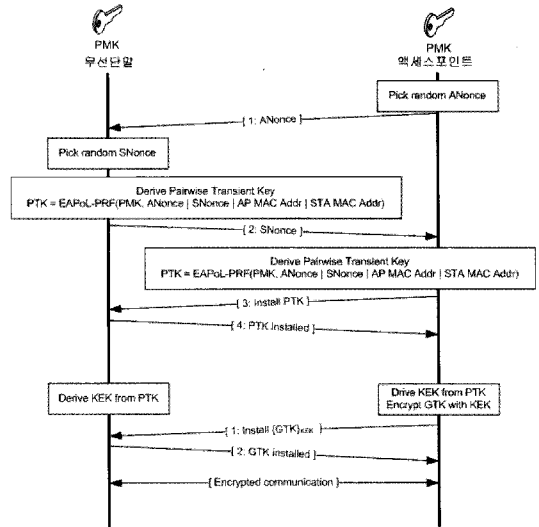 PMK
무선단말
PMK
액세스포인트
Pick random ANonce
{ 1: ANonce }
Pick random SNonce
Derive Pairwise Transient Key
PTK = EAPoL-PRF(PMK, ANonce | SNonce | AP MAC Addr | STA MAC Addr)
{ 2: SNonce }
Derive Pairwise Transient Key
PTK = EAPoL-PRF(PMK, ANonce | SNonce | AP MAC Addr | STA MAC Addr)
{ 3: Install PTK }
{ 4: PTK Installed }
Derive KEK from PTK
Drive KEK from PTK
Encrypt GTK with KEK
{ 1: Install {GTK}KEK }
{ 2: GTK installed }
{ Encrypted communication }